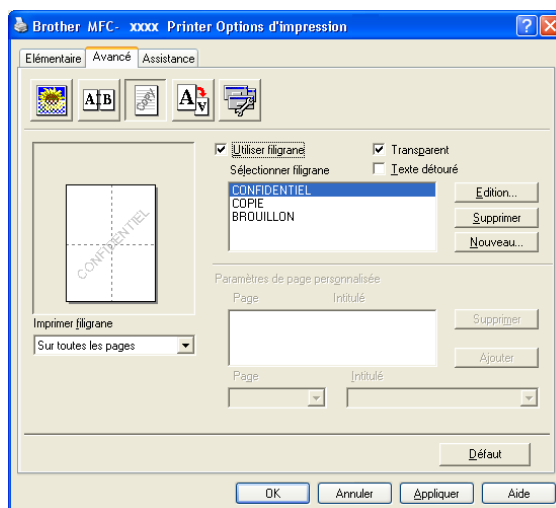 Brother MFC- xxxx Printer Options d'impression
Elémentaire Avancé Assistance
A B
COPY
A V
Utiliser filigrane Transparent
Sélectionner filigrane Texte détouré
CONFIDENTIEL
COPIE
BROUILLON
Edition...
Supprimer
Nouveau...
CONFIDENTIEL
Imprimer filigrane
Sur toutes les pages
Paramètres de page personnalisée
Page Intitulé
Supprimer
Ajouter
Page Intitulé
Défaut
OK Annuler Appliquer Aide